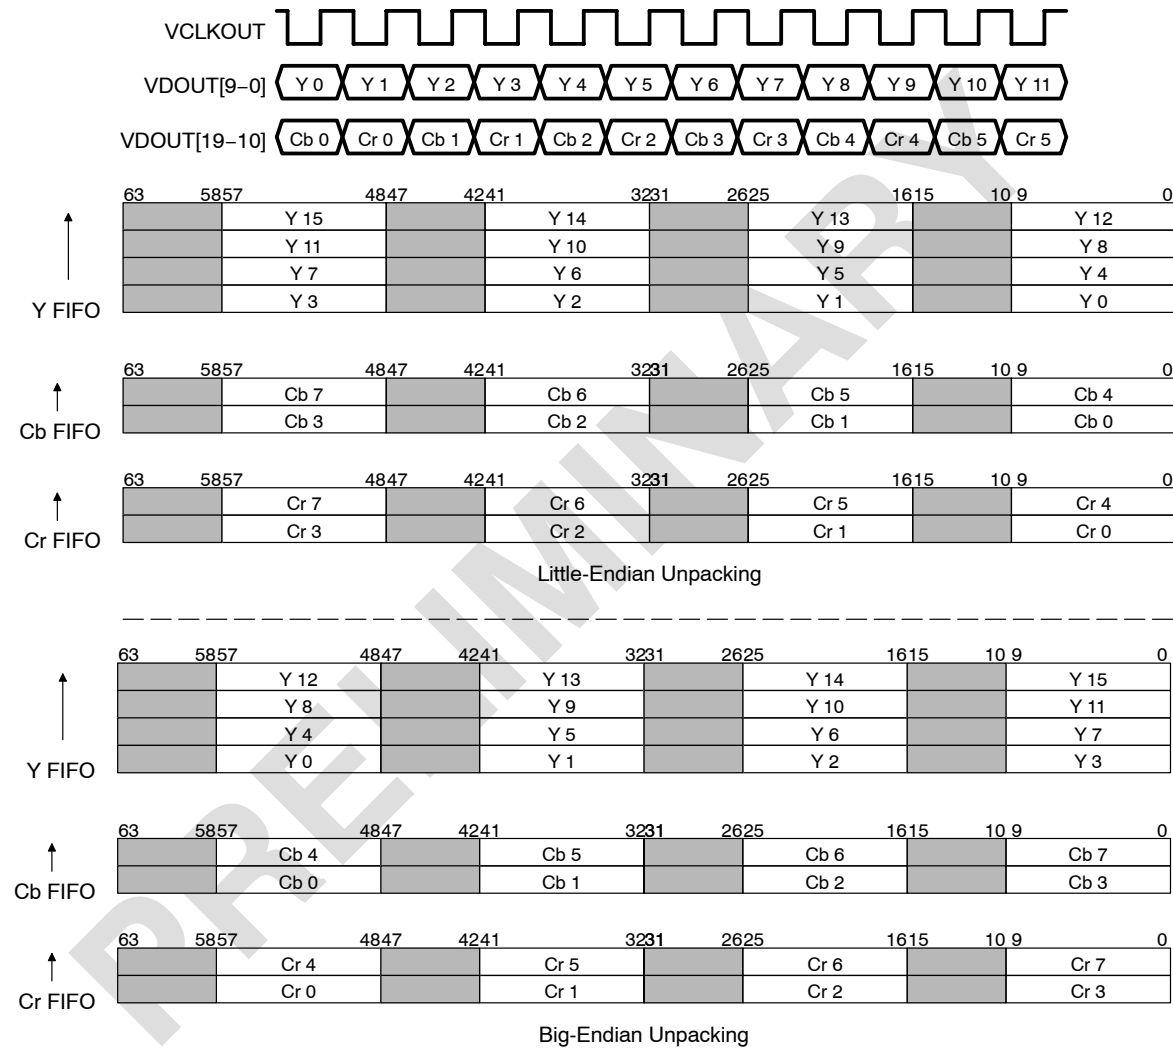 VCLKOUT
VDOUT[9–0] Y 0 Y 1 Y 2 Y 3 Y 4 Y 5 Y 6 Y 7 Y 8 Y 9 Y 10 Y 11
VDOUT[19–10] Cb 0 Cr 0 Cb 1 Cr 1 Cb 2 Cr 2 Cb 3 Cr 3 Cb 4 Cr 4 Cb 5 Cr 5
63 5857 4847 4241 3231 2625 1615 10 9 0
Y 15 Y 14 Y 13 Y 12
Y 11 Y 10 Y 9 Y 8
Y 7 Y 6 Y 5 Y 4
Y 3 Y 2 Y 1 Y 0
Y FIFO
63 5857 4847 4241 3231 2625 1615 10 9 0
Cb 7 Cb 6 Cb 5 Cb 4
Cb 3 Cb 2 Cb 1 Cb 0
Cb FIFO
63 5857 4847 4241 3231 2625 1615 10 9 0
Cr 7 Cr 6 Cr 5 Cr 4
Cr 3 Cr 2 Cr 1 Cr 0
Cr FIFO
Little-Endian Unpacking
63 5857 4847 4241 3231 2625 1615 10 9 0
Y 12 Y 13 Y 14 Y 15
Y 8 Y 9 Y 10 Y 11
Y 4 Y 5 Y 6 Y 7
Y 0 Y 1 Y 2 Y 3
Y FIFO
63 5857 4847 4241 3231 2625 1615 10 9 0
Cb 4 Cb 5 Cb 6 Cb 7
Cb 0 Cb 1 Cb 2 Cb 3
Cb FIFO
63 5857 4847 4241 3231 2625 1615 10 9 0
Cr 4 Cr 5 Cr 6 Cr 7
Cr 0 Cr 1 Cr 2 Cr 3
Cr FIFO
Big-Endian Unpacking
PRELIMINARY